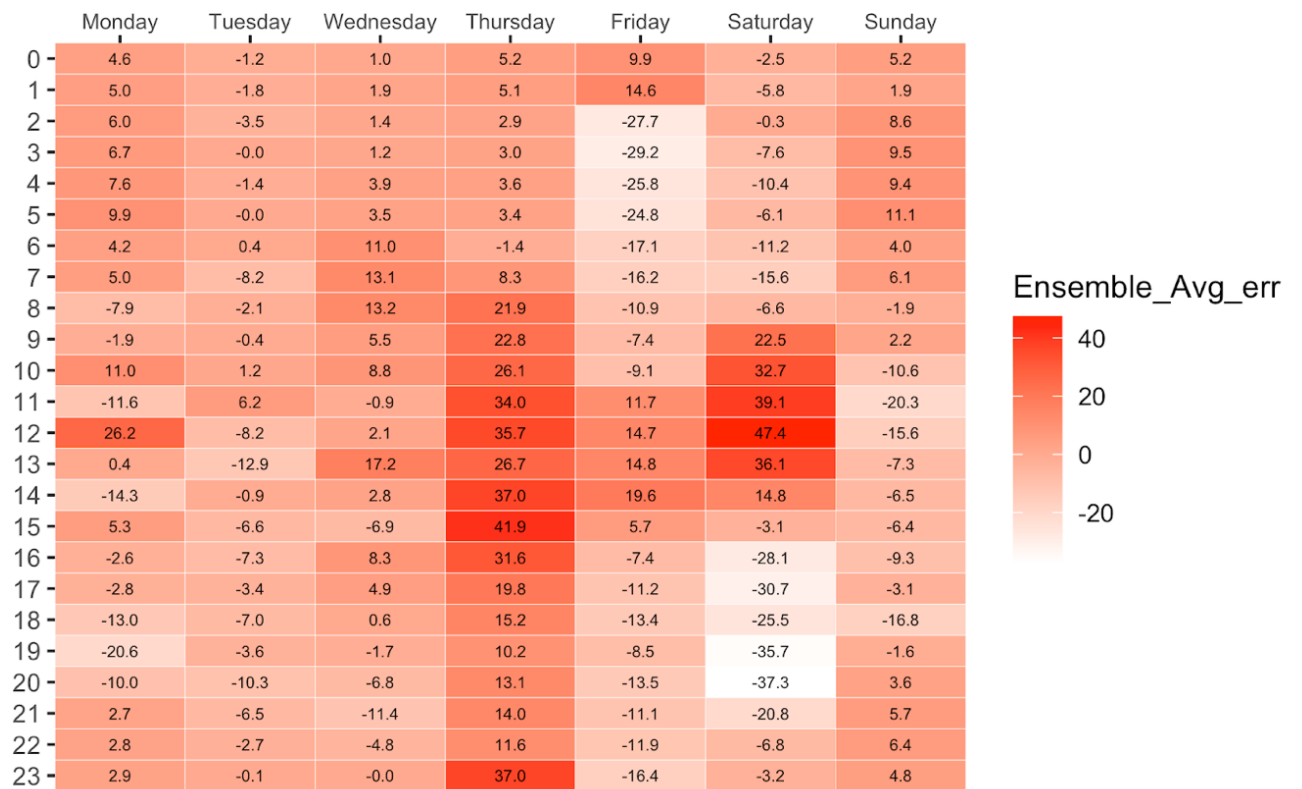 Monday Tuesday Wednesday Thursday Friday Saturday Sunday
0 4.6 -1.2 1.0 5.2 9.9 -2.5 5.2
1 5.0 -1.8 1.9 5.1 14.6 -5.8 1.9
2 6.0 -3.5 1.4 2.9 -27.7 -0.3 8.6
3 6.7 -0.0 1.2 3.0 -29.2 -7.6 9.5
4 7.6 -1.4 3.9 3.6 -25.8 -10.4 9.4
5 9.9 -0.0 3.5 3.4 -24.8 -6.1 11.1
6 4.2 0.4 11.0 -1.4 -17.1 -11.2 4.0
7 5.0 -8.2 13.1 8.3 -16.2 -15.6 6.1
8 -7.9 -2.1 13.2 21.9 -10.9 -6.6 -1.9
9 -1.9 -0.4 5.5 22.8 -7.4 22.5 2.2
10 11.0 1.2 8.8 26.1 -9.1 32.7 -10.6
11 -11.6 6.2 -0.9 34.0 11.7 39.1 -20.3
12 26.2 -8.2 2.1 35.7 14.7 47.4 -15.6
13 0.4 -12.9 17.2 26.7 14.8 36.1 -7.3
14 -14.3 -0.9 2.8 37.0 19.6 14.8 -6.5
15 5.3 -6.6 -6.9 41.9 5.7 -3.1 -6.4
16 -2.6 -7.3 8.3 31.6 -7.4 -28.1 -9.3
17 -2.8 -3.4 4.9 19.8 -11.2 -30.7 -3.1
18 -13.0 -7.0 0.6 15.2 -13.4 -25.5 -16.8
19 -20.6 -3.6 -1.7 10.2 -8.5 -35.7 -1.6
20 -10.0 -10.3 -6.8 13.1 -13.5 -37.3 3.6
21 2.7 -6.5 -11.4 14.0 -11.1 -20.8 5.7
22 2.8 -2.7 -4.8 11.6 -11.9 -6.8 6.4
23 2.9 -0.1 -0.0 37.0 -16.4 -3.2 4.8
Ensemble_Avg_err
40
20
0
-20